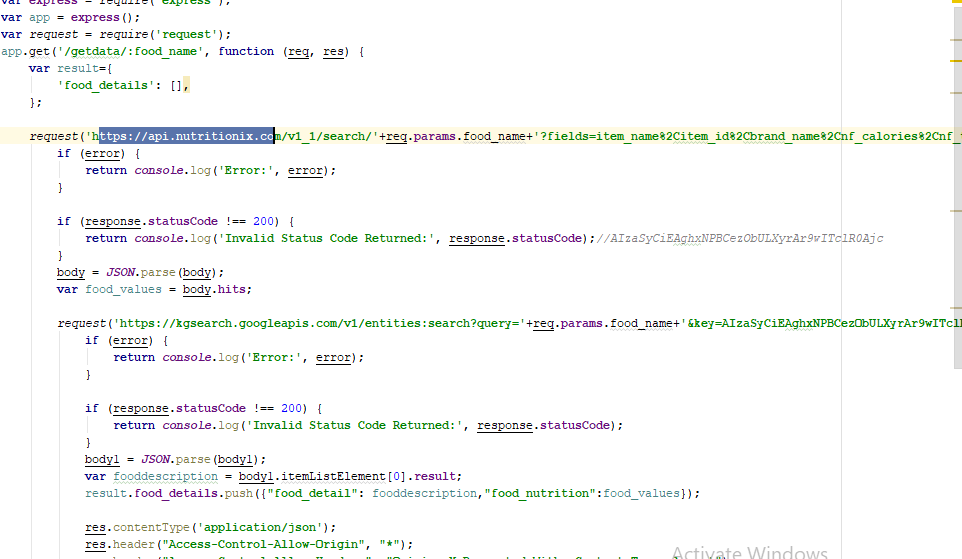 var express = require('express');
var app = express();
var request = require('request');
app.get('/getdata/:food_name', function (req, res) {
var result={
'food_details': [],
};
request('https://api.nutritionix.com/v1_1/search/'+req.params.food_name+'?fields=item_name%2Citem_id%2Cbrand_name%2Cnf_calories%2Cnf_
if (error) {
return console.log('Error:', error);
}
if (response.statusCode !== 200) {
return console.log('Invalid Status Code Returned:', response.statusCode);//AIzaSyCiEAghxNPBCezObULXyrAr9wITclR0Ajc
}
body = JSON.parse(body);
var food_values = body.hits;
request('https://kgsearch.googleapis.com/v1/entities:search?query='+req.params.food_name+'&key=AIzaSyCiEAghxNPBCezObULXyrAr9wITcl
if (error) {
return console.log('Error:', error);
}
if (response.statusCode !== 200) {
return console.log('Invalid Status Code Returned:', response.statusCode);
}
body1 = JSON.parse(body1);
var fooddescription = body1.itemListElement[0].result;
result.food_details.push({"food_detail": fooddescription,"food_nutrition":food_values});
res.contentType('application/json');
res.header("Access-Control-Allow-Origin", "*");
Activate Windows